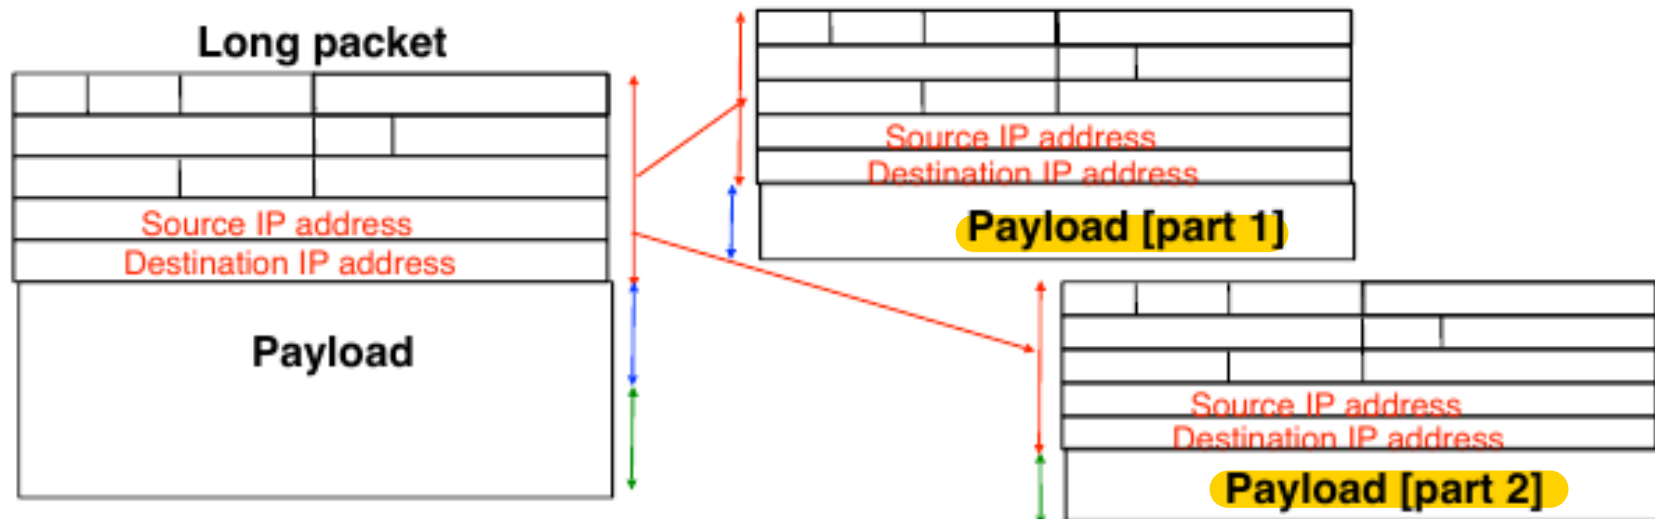 Long packet
Source IP address
Destination IP address
Payload
Source IP address
Destination IP address
Payload [part 1]
Source IP address
Destination IP address
Payload [part 2]